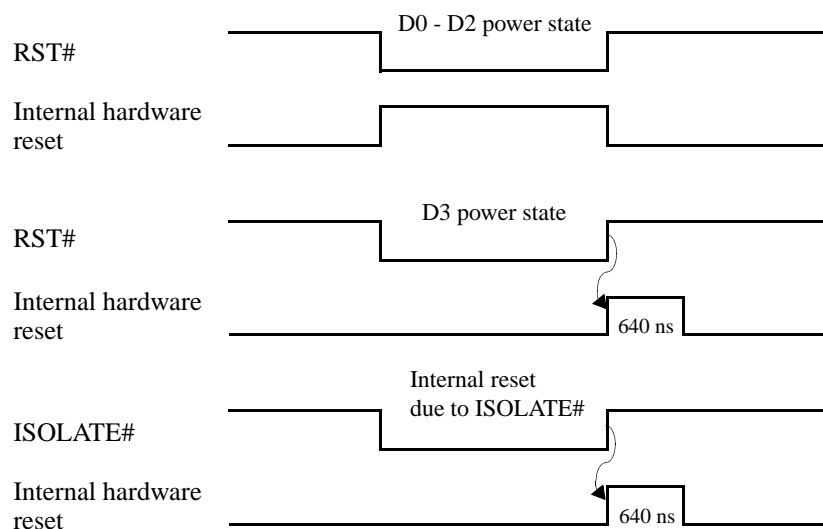 D0 - D2 power state
RST#
Internal hardware
reset
D3 power state
RST#
Internal hardware
reset
640 ns
Internal reset
due to ISOLATE#
ISOLATE#
Internal hardware
reset
640 ns